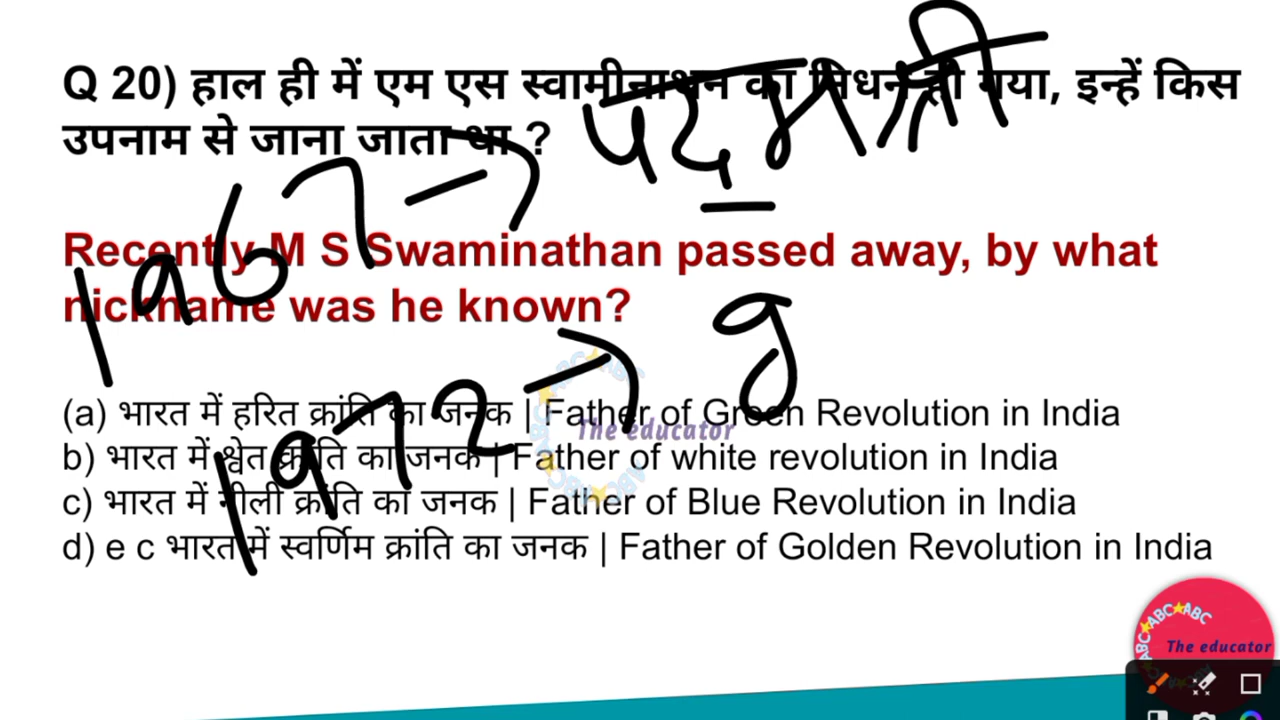 Q 20) हाल ही में एम एस स्वामीनाथन का निधन हो गया, इन्हें किस
उपनाम से जाना जाता था ?
1967 → पदमश्री
Recently M S Swaminathan passed away, by what
nickname was he known?
1972 →
(a) भारत में हरित क्रांति का जनक | Father of Green Revolution in India
b) भारत में श्वेत क्रांति का जनक | Father of white revolution in India
c) भारत में नीली क्रांति का जनक | Father of Blue Revolution in India
d) e c भारत में स्वर्णिम क्रांति का जनक | Father of Golden Revolution in India
The educator
ABC★ABC★ABC
The educator